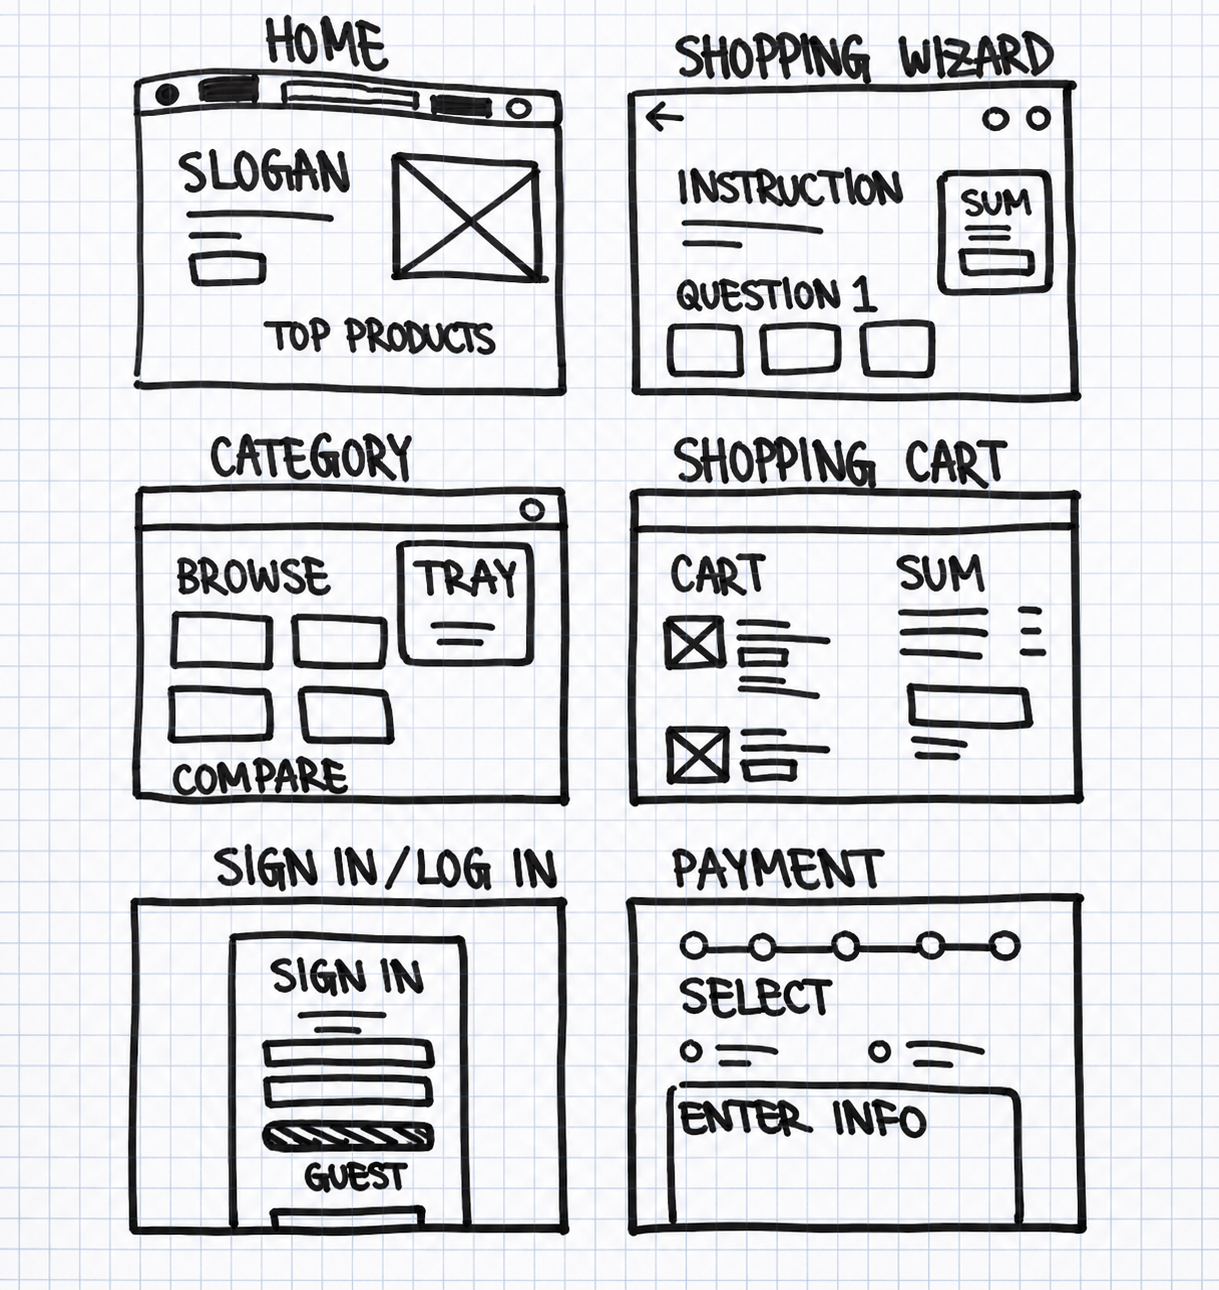 HOME
SLOGAN
TOP PRODUCTS
SHOPPING WIZARD
INSTRUCTION
SUM
QUESTION 1
CATEGORY
BROWSE
TRAY
COMPARE
SHOPPING CART
CART
SUM
SIGN IN/LOG IN
SIGN IN
GUEST
PAYMENT
SELECT
ENTER INFO